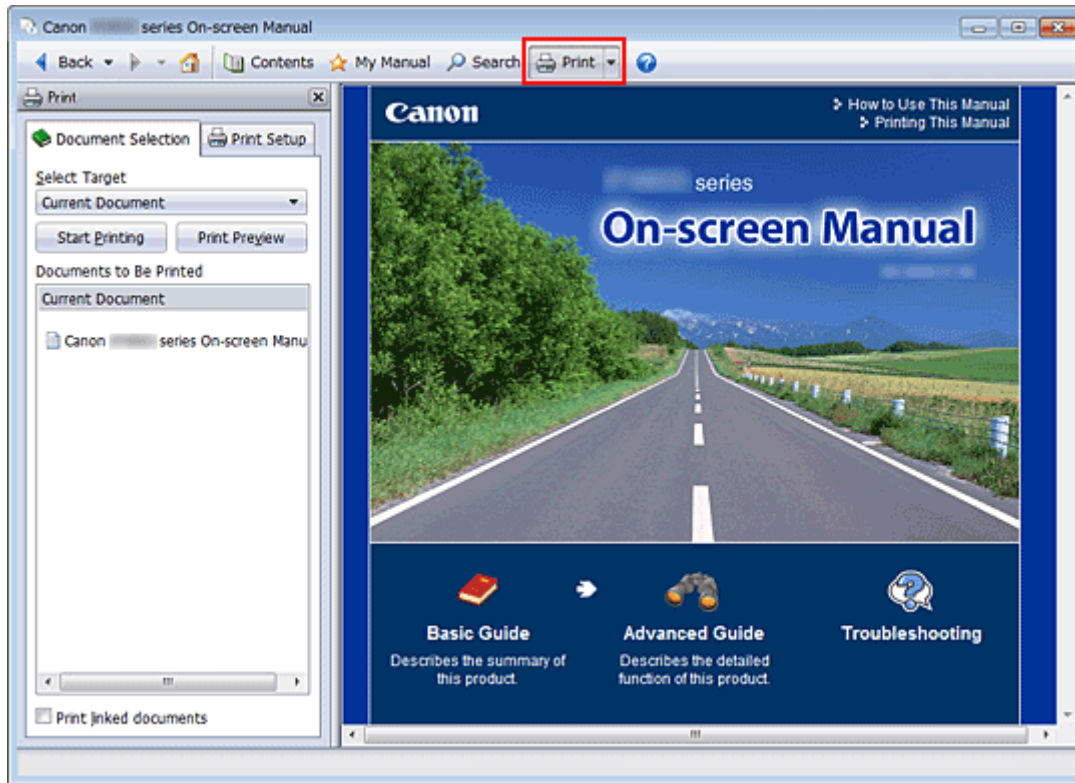 Canon series On-screen Manual
Back Contents My Manual Search Print
Print
Document Selection Print Setup
Select Target
Current Document
Start Printing Print Preview
Documents to Be Printed
Current Document
Canon series On-screen Manu
Print linked documents
Canon
How to Use This Manual
Printing This Manual
series
On-screen Manual
Basic Guide
Describes the summary of
this product.
Advanced Guide
Describes the detailed
function of this product.
Troubleshooting